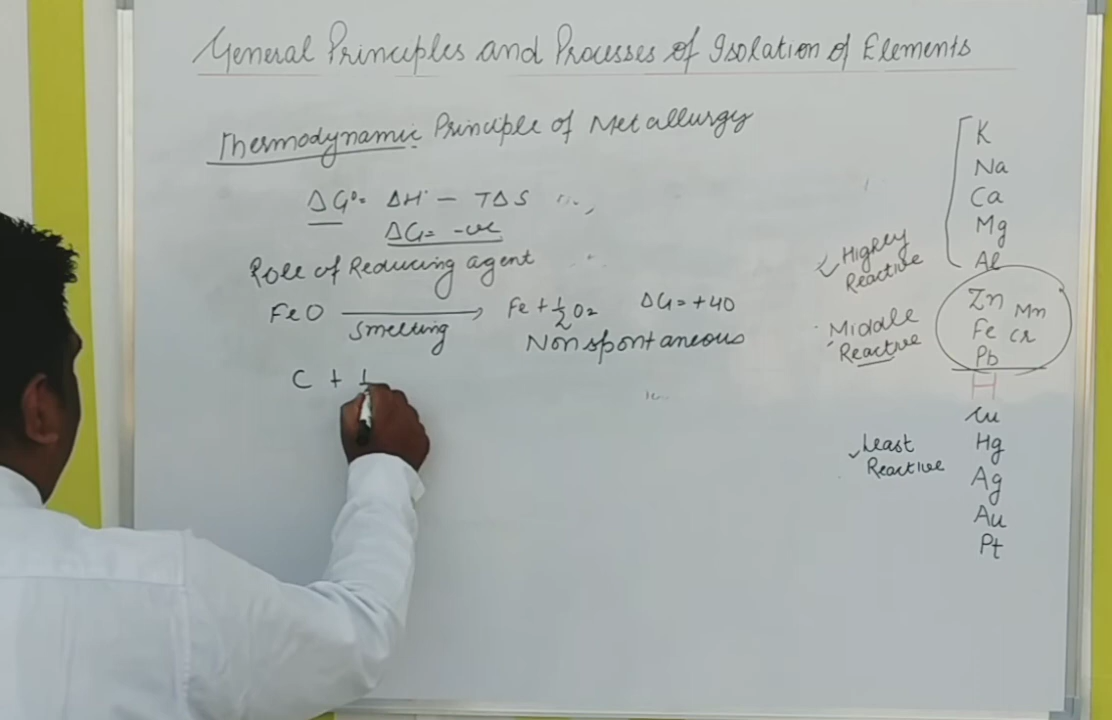 General Principles and Processes of Isolation of Elements
Thermodynamic Principle of Metallurgy
ΔG° = ΔH° - TΔS
ΔG = -ve
Role of Reducing agent
FeO ⟶ Fe + 1/2 O2 ΔG = +40
Smelting
Non spontaneous
C + 1
K
Na
Ca
Mg
Al
Highly
Reactive
Zn Mn
Fe Cr
Pb
Middle
Reactive
H
Cu
Hg
Ag
Au
Pt
Least
Reactive